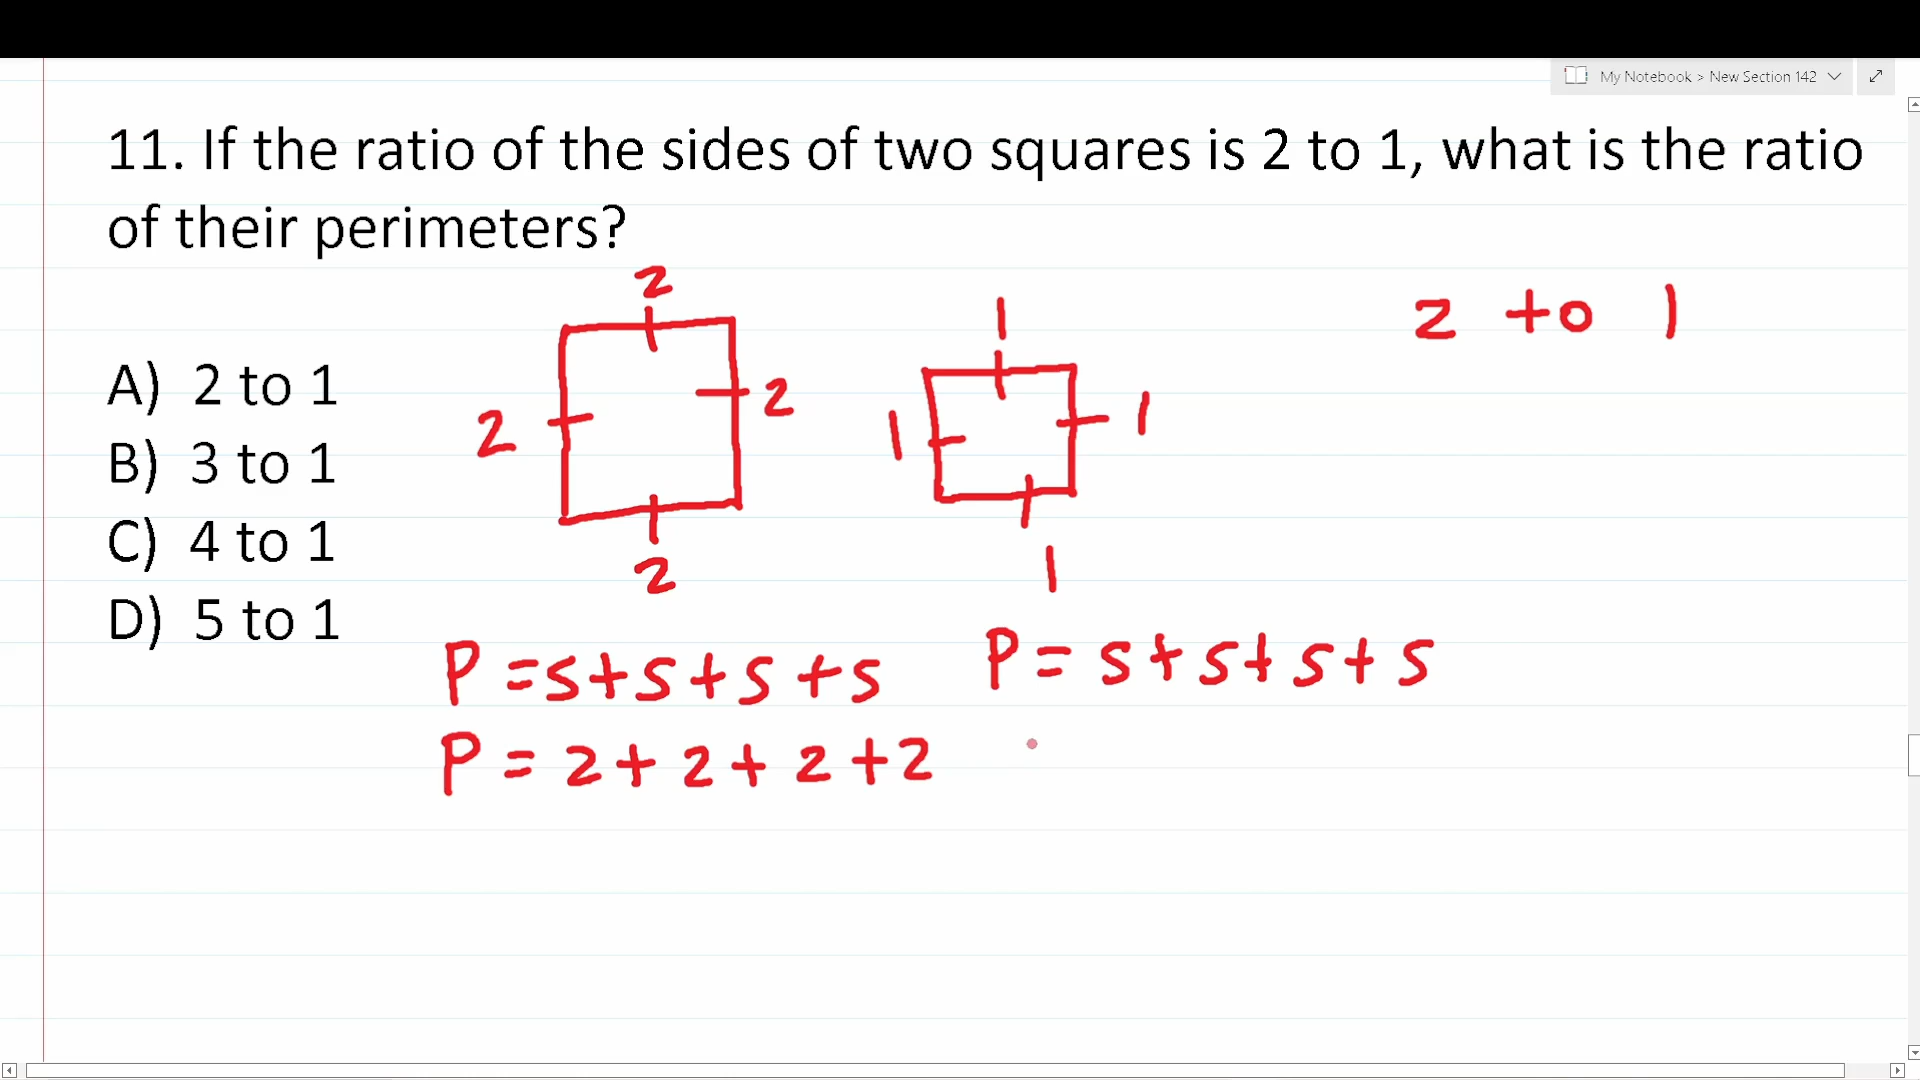 My Notebook > New Section 142
11. If the ratio of the sides of two squares is 2 to 1, what is the ratio
of their perimeters?
A) 2 to 1
B) 3 to 1
C) 4 to 1
D) 5 to 1
2
2
2
2
1
1
1
1
2 to 1
P = s + s + s + s
P = s + s + s + s
P = 2 + 2 + 2 + 2